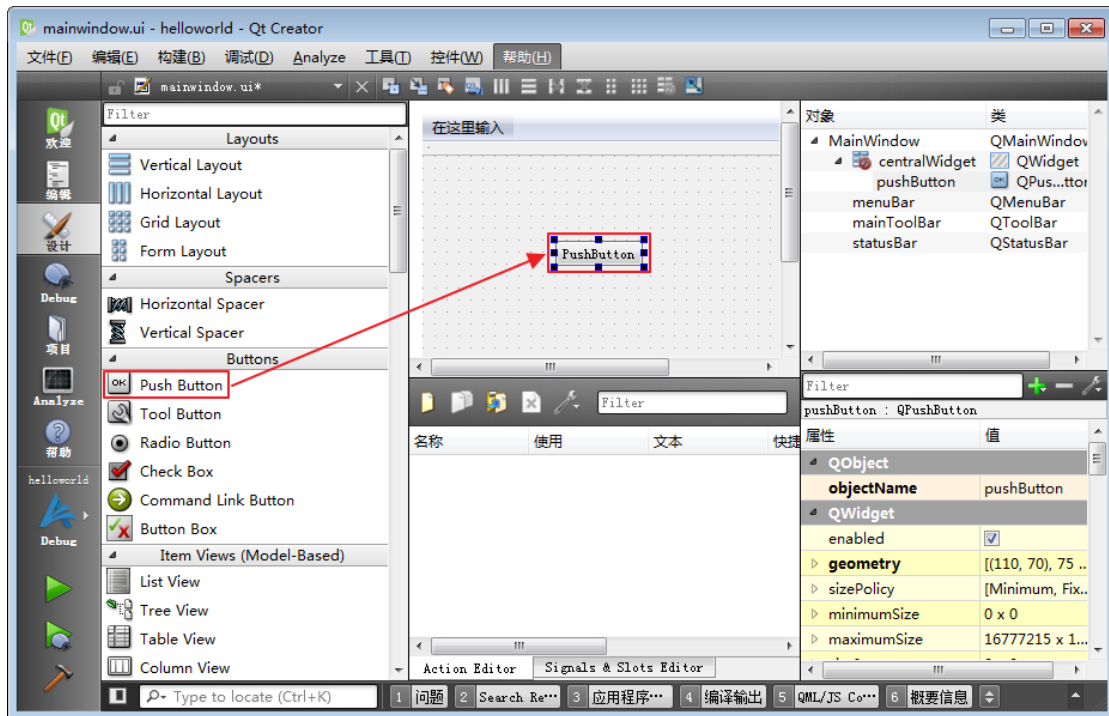 mainwindow.ui - helloworld - Qt Creator
文件(F) 编辑(E) 构建(B) 调试(D) Analyze 工具(T) 控件(W) 帮助(H)
mainwindow.ui*
Qt
欢迎
编辑
设计
Debug
项目
Analyze
帮助
helloworld
Debug
Filter
Layouts
Vertical Layout
Horizontal Layout
Grid Layout
Form Layout
Spacers
Horizontal Spacer
Vertical Spacer
Buttons
OK Push Button
Tool Button
Radio Button
Check Box
Command Link Button
Button Box
Item Views (Model-Based)
List View
Tree View
Table View
Column View
在这里输入
PushButton
Filter
名称 使用 文本 快捷
Action Editor Signals & Slots Editor
对象 类
MainWindow QMainWindow
centralWidget QWidget
pushButton OK QPus...tton
menuBar QMenuBar
mainToolBar QToolBar
statusBar QStatusBar
Filter
pushButton : QPushButton
属性 值
QObject
objectName pushButton
QWidget
enabled
geometry [(110, 70), 75 ..
sizePolicy [Minimum, Fix..
minimumSize 0 x 0
maximumSize 16777215 x 1...
Type to locate (Ctrl+K) 1 问题 2 Search Re··· 3 应用程序··· 4 编译输出 5 QML/JS Co··· 6 概要信息